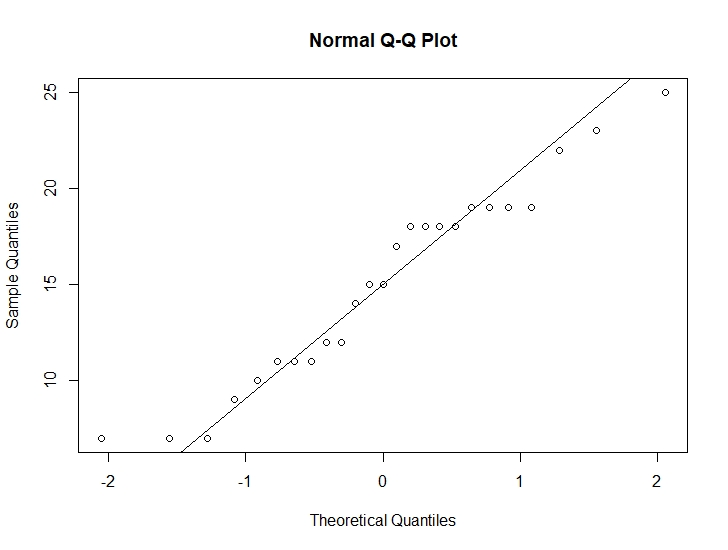 Normal Q-Q Plot
Sample Quantiles
25
20
15
10
-2 -1 0 1 2
Theoretical Quantiles